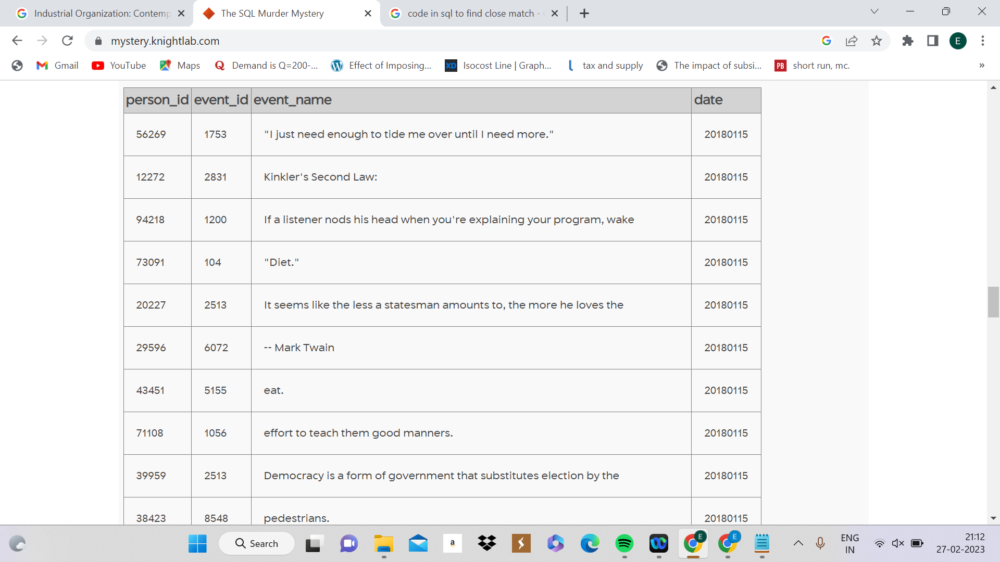 Industrial Organization: Contemp
The SQL Murder Mystery
code in sql to find close match -
mystery.knightlab.com
E
Gmail
YouTube
Maps
Demand is Q=200-...
Effect of Imposing...
XD Isocost Line | Graph...
tax and supply
The impact of subsi...
PB short run, mc.
person_id event_id event_name date
56269 1753 "I just need enough to tide me over until I need more." 20180115
12272 2831 Kinkler's Second Law: 20180115
94218 1200 If a listener nods his head when you're explaining your program, wake 20180115
73091 104 "Diet." 20180115
20227 2513 It seems like the less a statesman amounts to, the more he loves the 20180115
29596 6072 -- Mark Twain 20180115
43451 5155 eat. 20180115
71108 1056 effort to teach them good manners. 20180115
39959 2513 Democracy is a form of government that substitutes election by the 20180115
38423 8548 pedestrians. 20180115
Search
a
E
E
ENG
IN
21:12
27-02-2023